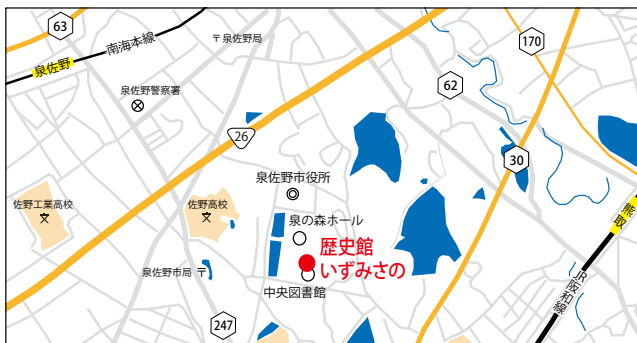 63
南海本線
〒泉佐野局
泉佐野
170
泉佐野警察署
62
26
30
泉佐野市役所
佐野工業高校
佐野高校
泉の森ホール
熊取
歴史館
いずみさの
泉佐野市局〒
中央図書館
JR阪和線
247